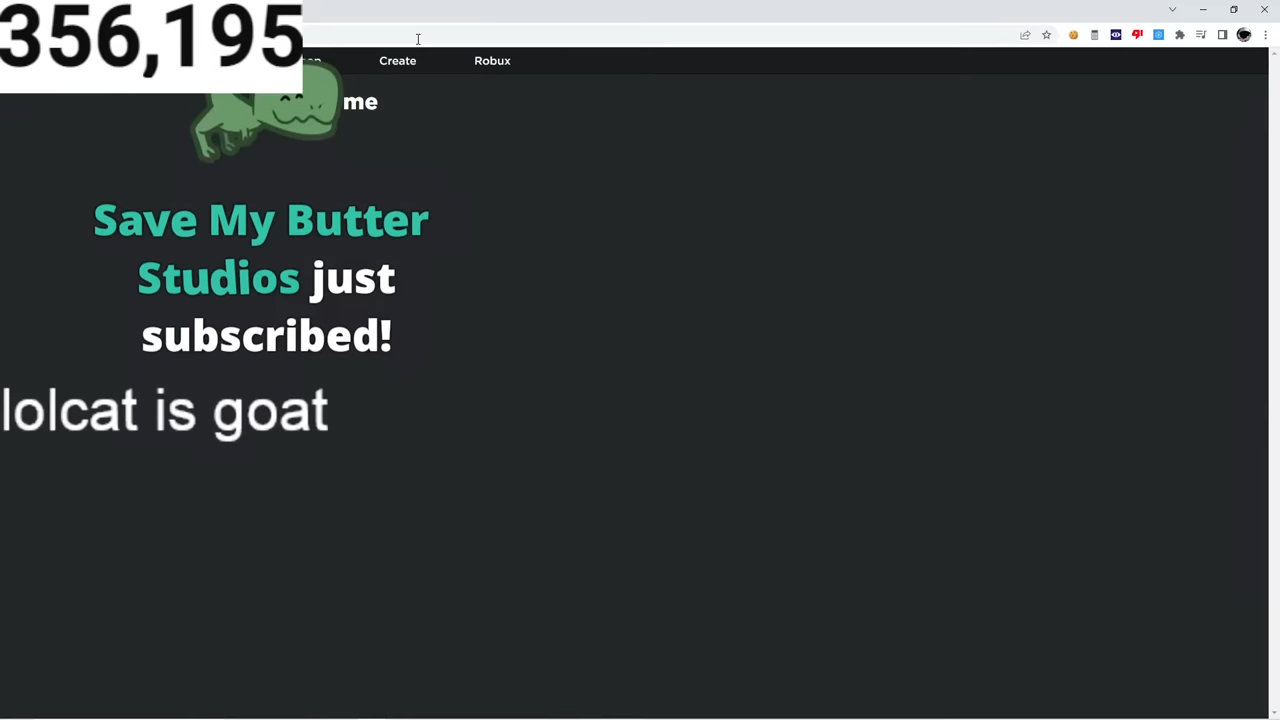 356,195
Create
Robux
me
Save My Butter
Studios just
subscribed!
lolcat is goat